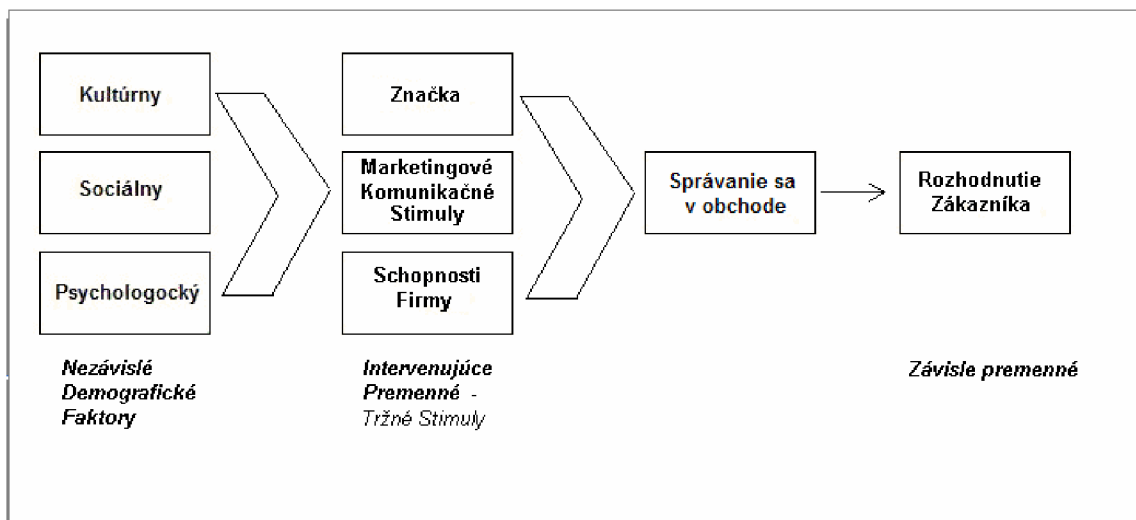 Kultúrny
Sociálny
Psychologocký
Nezávislé
Demografické
Faktory
Značka
Marketingové
Komunikačné
Stimuly
Schopnosti
Firmy
Intervenujúce
Premenné -
Tržné Stimuly
Správanie sa
v obchode
Rozhodnutie
Zákazníka
Závisle premenné